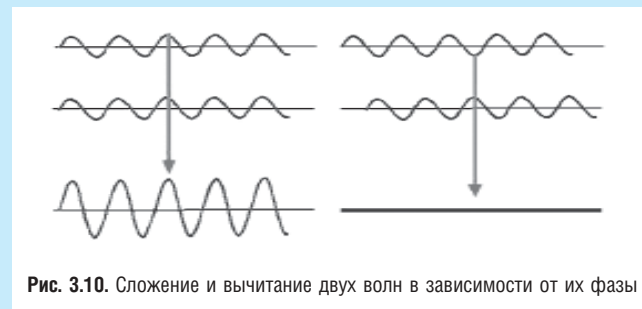 Рис. 3.10. Сложение и вычитание двух волн в зависимости от их фазы